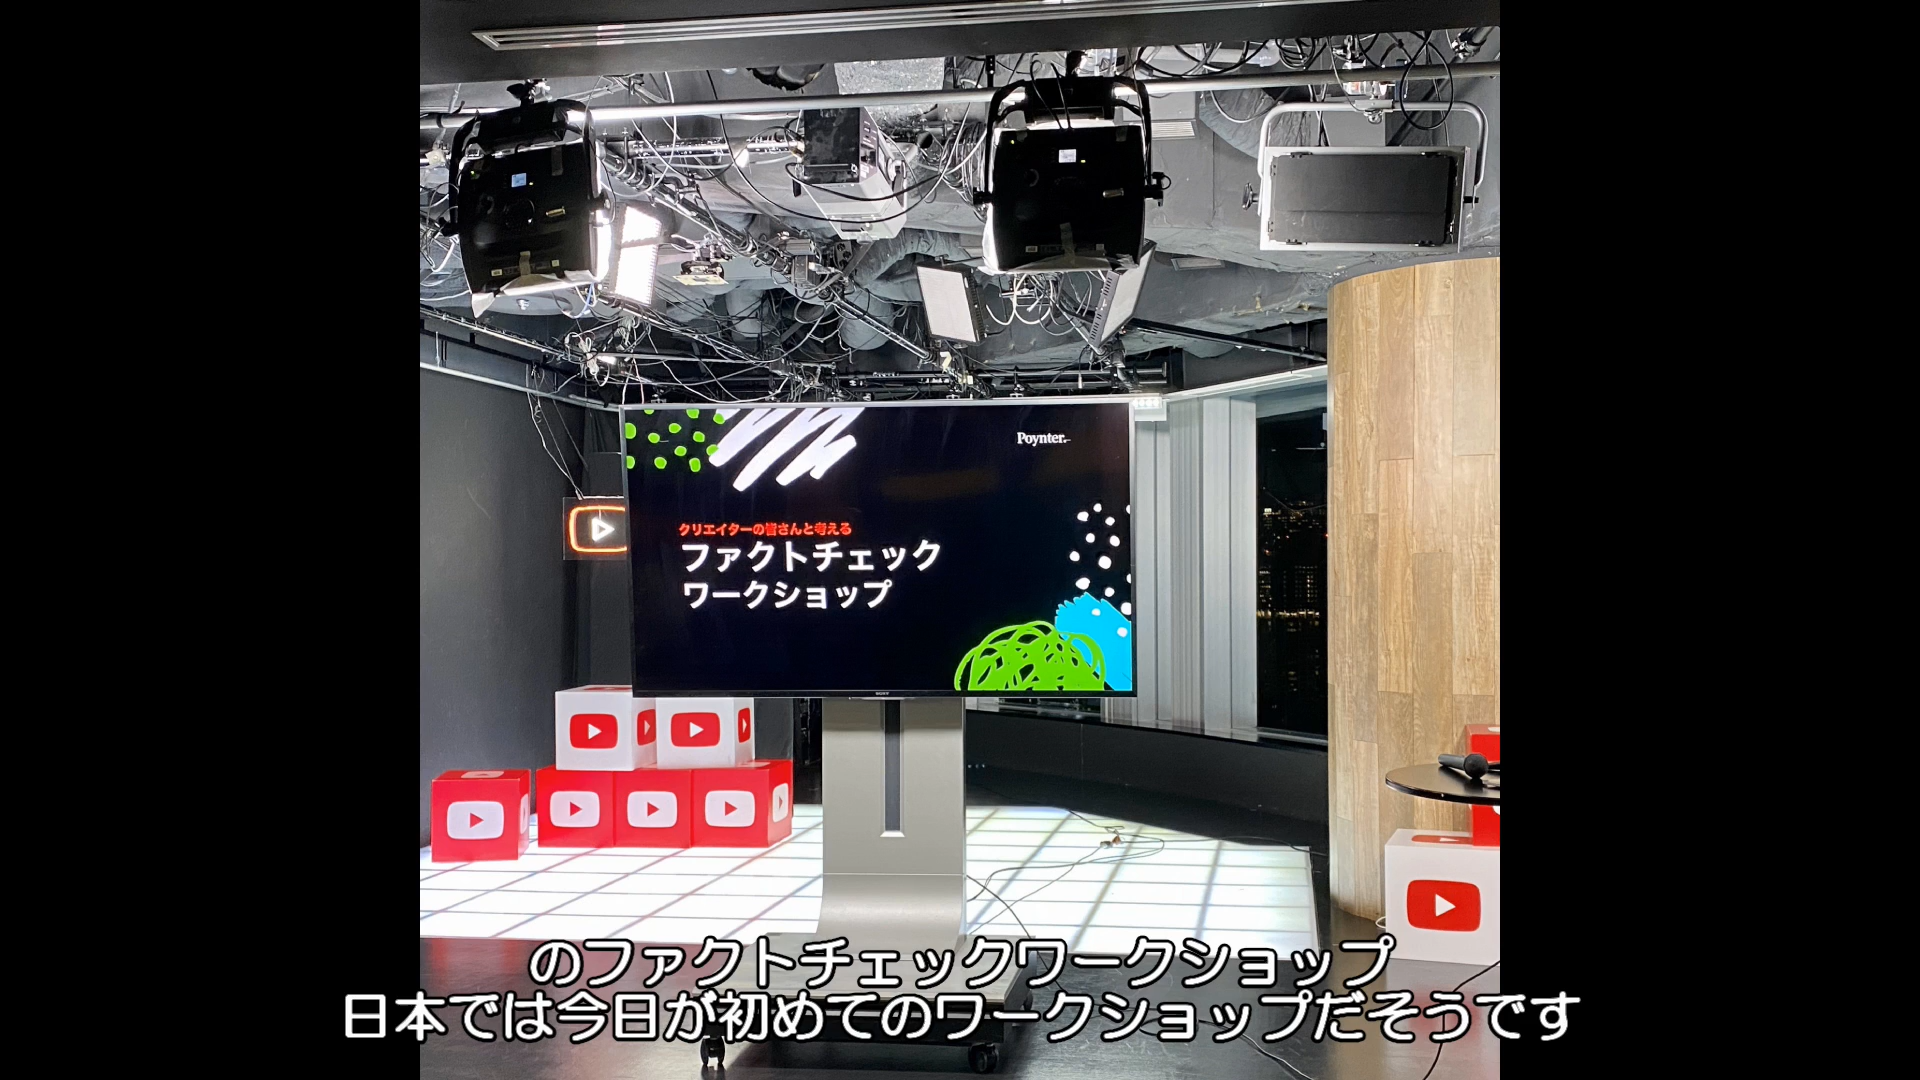 Poynter.
クリエイターの皆さんと考える
ファクトチェック
ワークショップ
SONY
のファクトチェックワークショップ
日本では今日が初めてのワークショップだそうです